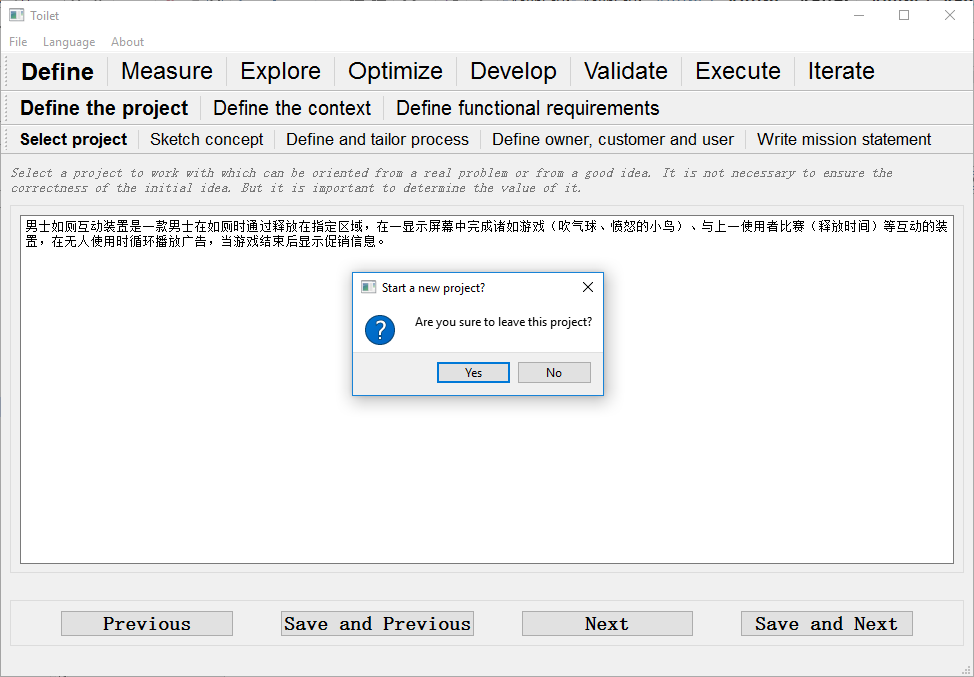 Toilet
File Language About
Define Measure Explore Optimize Develop Validate Execute Iterate
Define the project Define the context Define functional requirements
Select project Sketch concept Define and tailor process Define owner, customer and user Write mission statement
Select a project to work with which can be oriented from a real problem or from a good idea. It is not necessary to ensure the
correctness of the initial idea. But it is important to determine the value of it.
男士如厕互动装置是一款男士在如厕时通过释放在指定区域，在一显示屏幕中完成诸如游戏（吹气球、愤怒的小鸟）、与上一使用者比赛（释放时间）等互动的装
置，在无人使用时循环播放广告，当游戏结束后显示促销信息。
Start a new project?
Are you sure to leave this project?
Yes No
Previous Save and Previous Next Save and Next